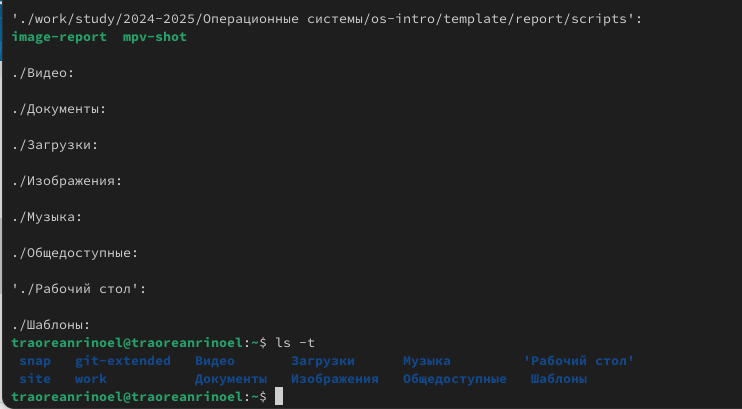 './work/study/2024-2025/Операционные системы/os-intro/template/report/scripts':
image-report  mpv-shot
./Видео:
./Документы:
./Загрузки:
./Изображения:
./Музыка:
./Общедоступные:
'./Рабочий стол':
./Шаблоны:
traoreanrinoel@traoreanrinoel:~$ ls -t
snap  git-extended  Видео  Загрузки  Музыка  'Рабочий стол'
site  work  Документы  Изображения  Общедоступные  Шаблоны
traoreanrinoel@traoreanrinoel:~$